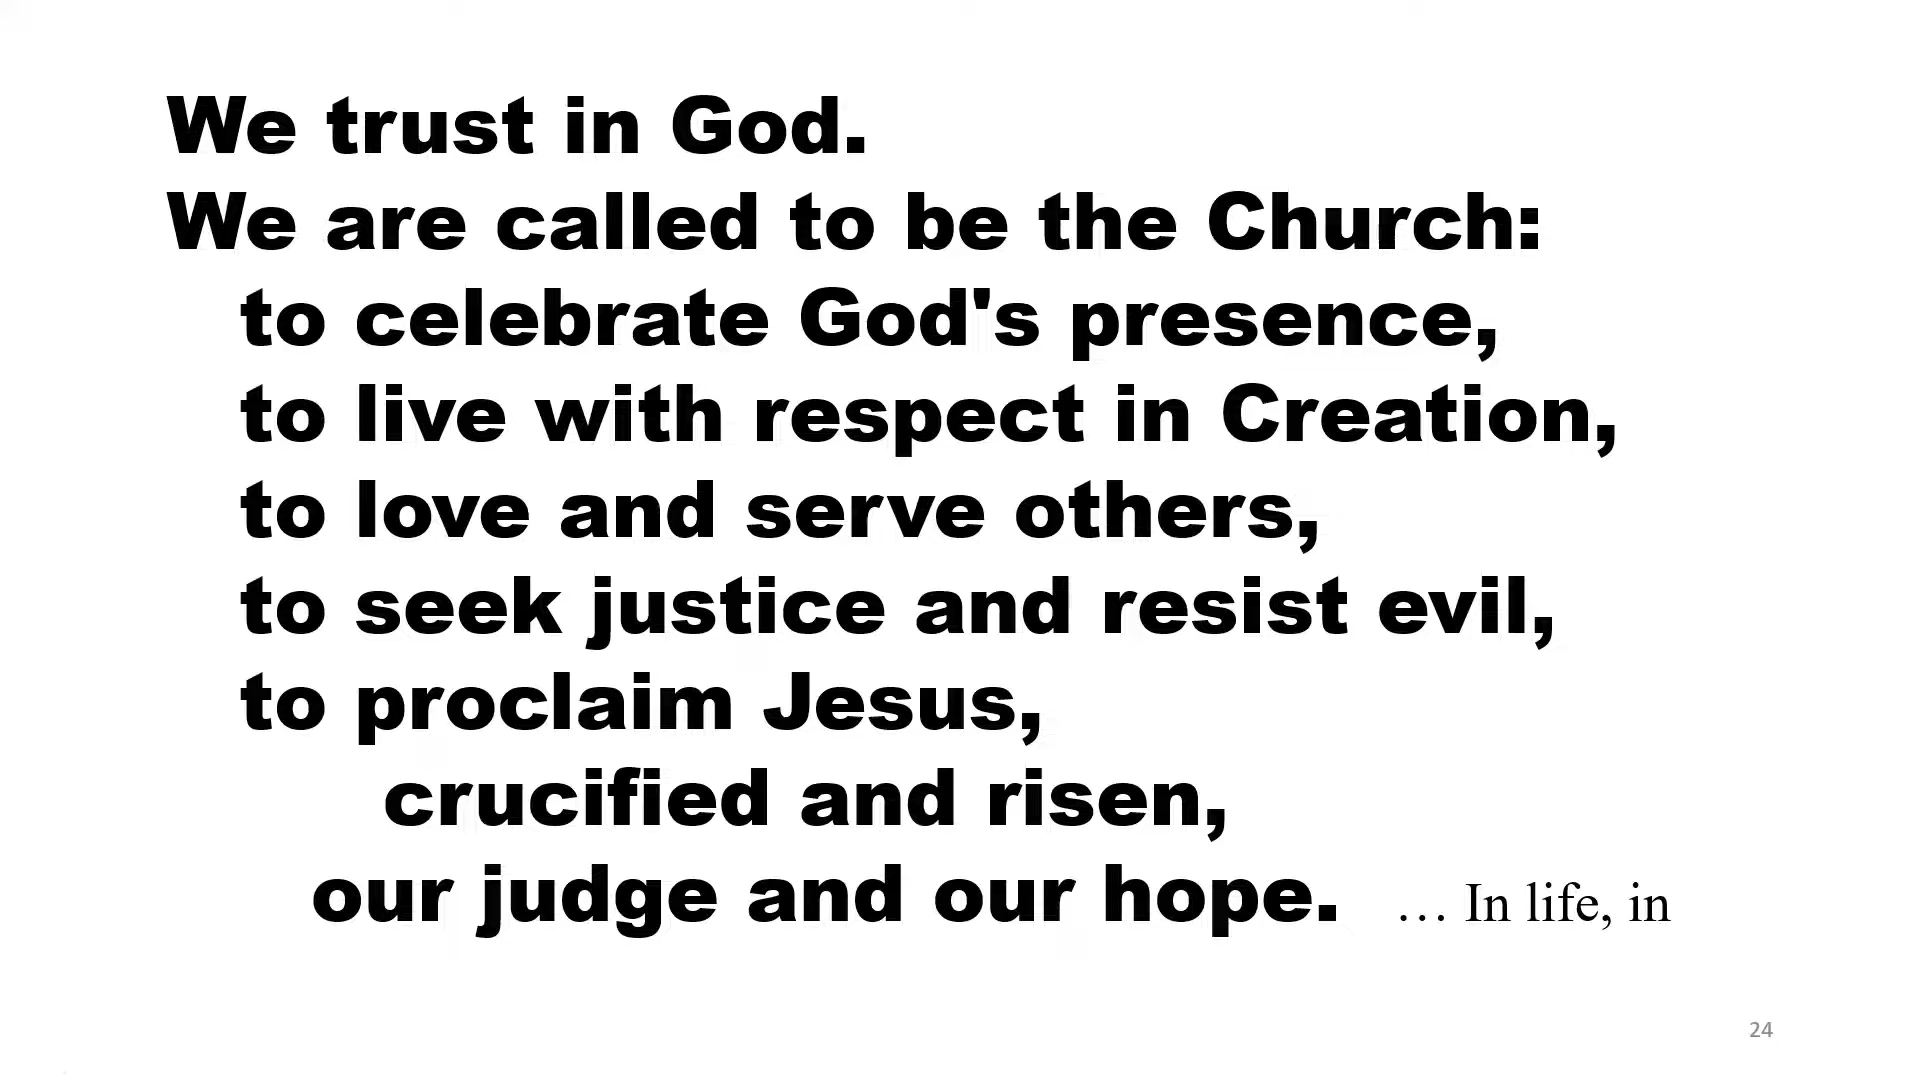 We trust in God.
We are called to be the Church:
to celebrate God's presence,
to live with respect in Creation,
to love and serve others,
to seek justice and resist evil,
to proclaim Jesus,
crucified and risen,
our judge and our hope. … In life, in
24